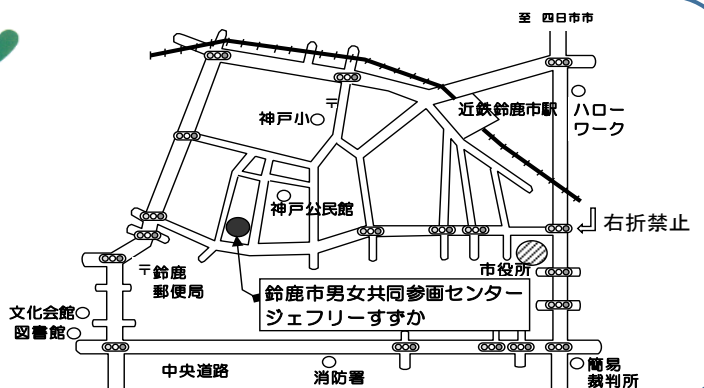 至 四日市市
近鉄鈴鹿市駅
ハロー
ワーク
〒
神戸小
神戸公民館
右折禁止
市役所
〒鈴鹿
郵便局
鈴鹿市男女共同参画センター
ジェフリーすずか
文化会館
図書館
中央道路
消防署
簡易
裁判所